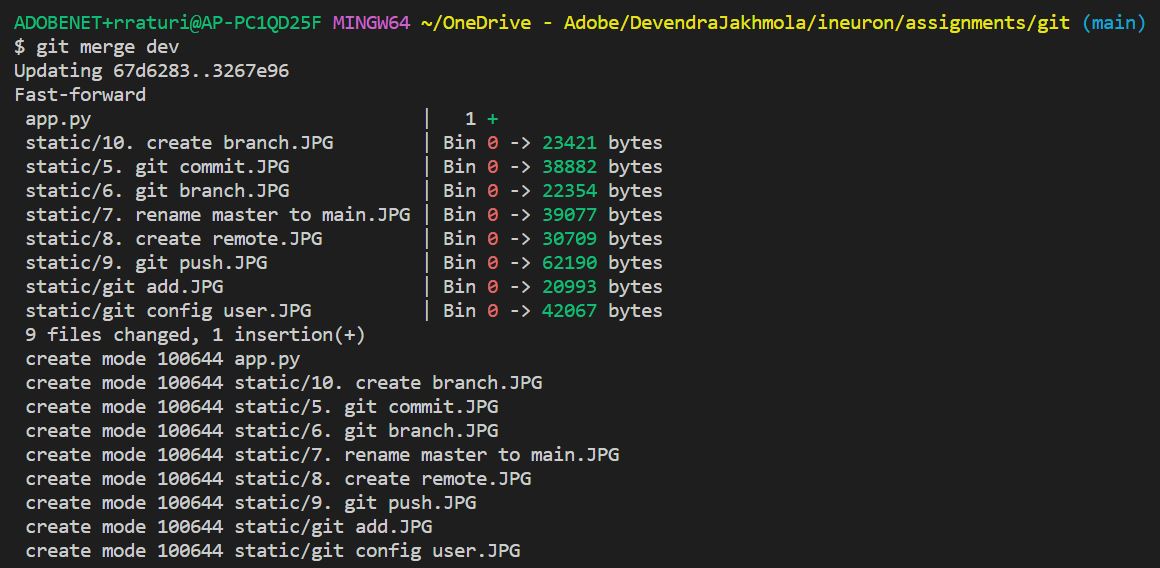 ADOBENET+rraturi@AP-PC1QD25F MINGW64 ~/OneDrive - Adobe/DevendraJakhmola/ineuron/assignments/git (main)
$ git merge dev
Updating 67d6283..3267e96
Fast-forward
 app.py                              |   1 +
 static/10. create branch.JPG        | Bin 0 -> 23421 bytes
 static/5. git commit.JPG            | Bin 0 -> 38882 bytes
 static/6. git branch.JPG            | Bin 0 -> 22354 bytes
 static/7. rename master to main.JPG | Bin 0 -> 39077 bytes
 static/8. create remote.JPG         | Bin 0 -> 30709 bytes
 static/9. git push.JPG              | Bin 0 -> 62190 bytes
 static/git add.JPG                  | Bin 0 -> 20993 bytes
 static/git config user.JPG          | Bin 0 -> 42067 bytes
 9 files changed, 1 insertion(+)
 create mode 100644 app.py
 create mode 100644 static/10. create branch.JPG
 create mode 100644 static/5. git commit.JPG
 create mode 100644 static/6. git branch.JPG
 create mode 100644 static/7. rename master to main.JPG
 create mode 100644 static/8. create remote.JPG
 create mode 100644 static/9. git push.JPG
 create mode 100644 static/git add.JPG
 create mode 100644 static/git config user.JPG